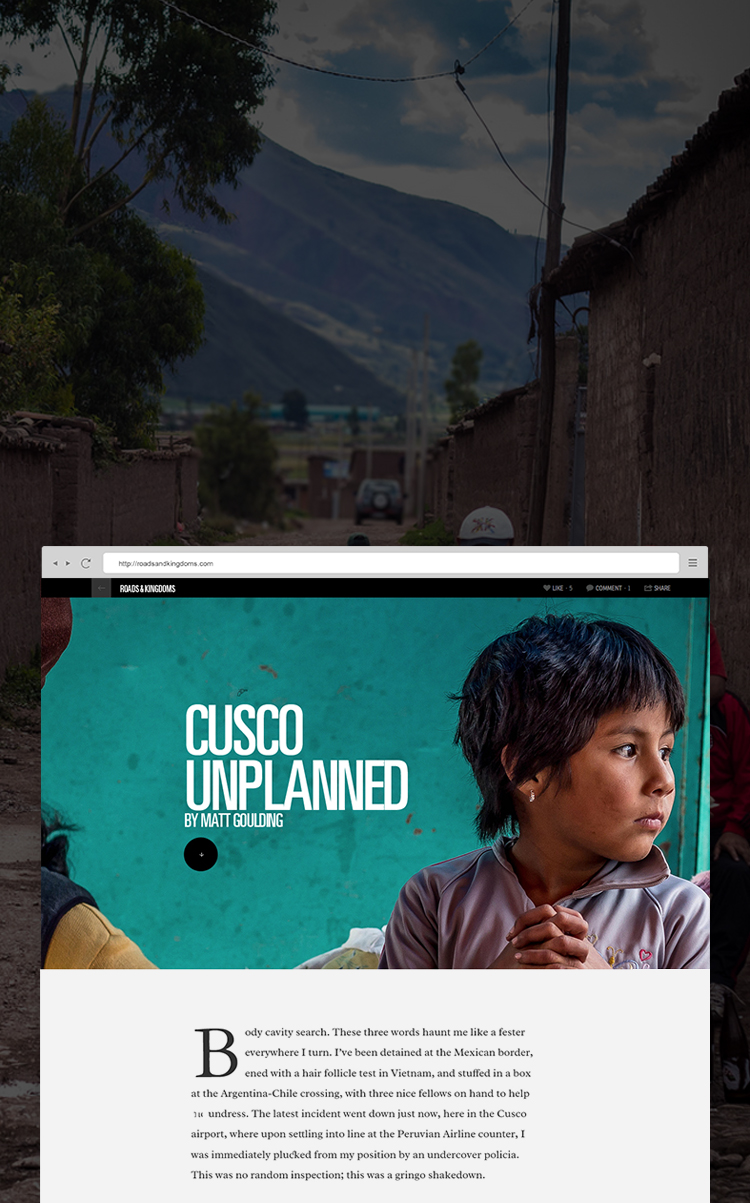 http://roadsandkingdoms.com
ROADS & KINGDOMS
LIKE · 5
COMMENT · 1
SHARE
CUSCO
UNPLANNED
BY MATT GOULDING
Body cavity search. These three words haunt me like a fester
everywhere I turn. I've been detained at the Mexican border,
ened with a hair follicle test in Vietnam, and stuffed in a box
at the Argentina-Chile crossing, with three nice fellows on hand to help
undress. The latest incident went down just now, here in the Cusco
airport, where upon settling into line at the Peruvian Airline counter, I
was immediately plucked from my position by an undercover policia.
This was no random inspection; this was a gringo shakedown.